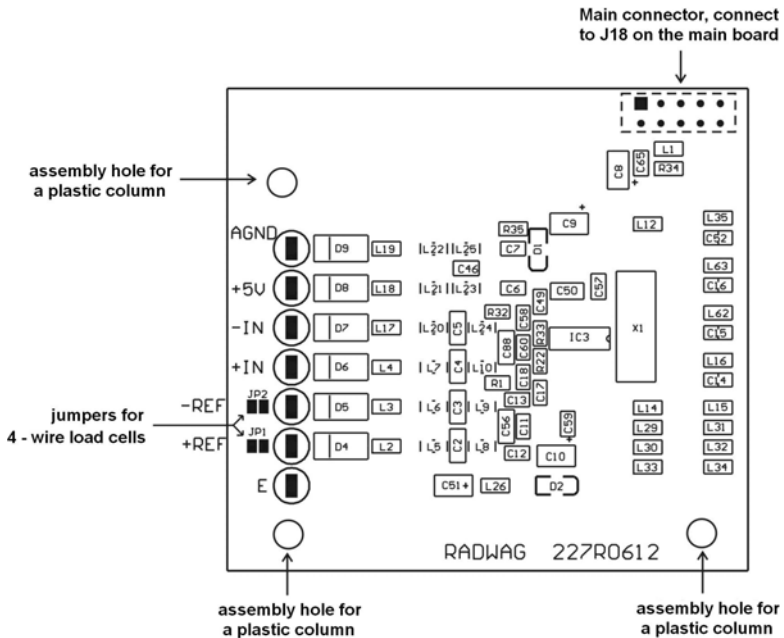 Main connector, connect
to J18 on the main board
assembly hole for
a plastic column
C8 C65 L1
R34
AGND D9 L19 L22 L25 R35 C7 D1 C9 L12 L35
C52
C46
+5V D8 L18 L21 L23 C6 C49 C50 C57 L63
C16
-IN D7 L17 L20 C5 L24 R32 C58 R33 IC3 X1 L62
C15
C88 C60 R22
+IN D6 L4 L7 C4 L10 C18 L16
R1 C17 C14
jumpers for
4 - wire load cells
-REF JP2 D5 L3 L6 C3 L9 C13 L14 L15
C56 C11 C59 L29 L31
+REF JP1 D4 L2 L5 C2 L8 C12 C10 L30 L32
L33 L34
E C51+ L26 D2
RADWAG 227R0612
assembly hole for
a plastic column
assembly hole for
a plastic column